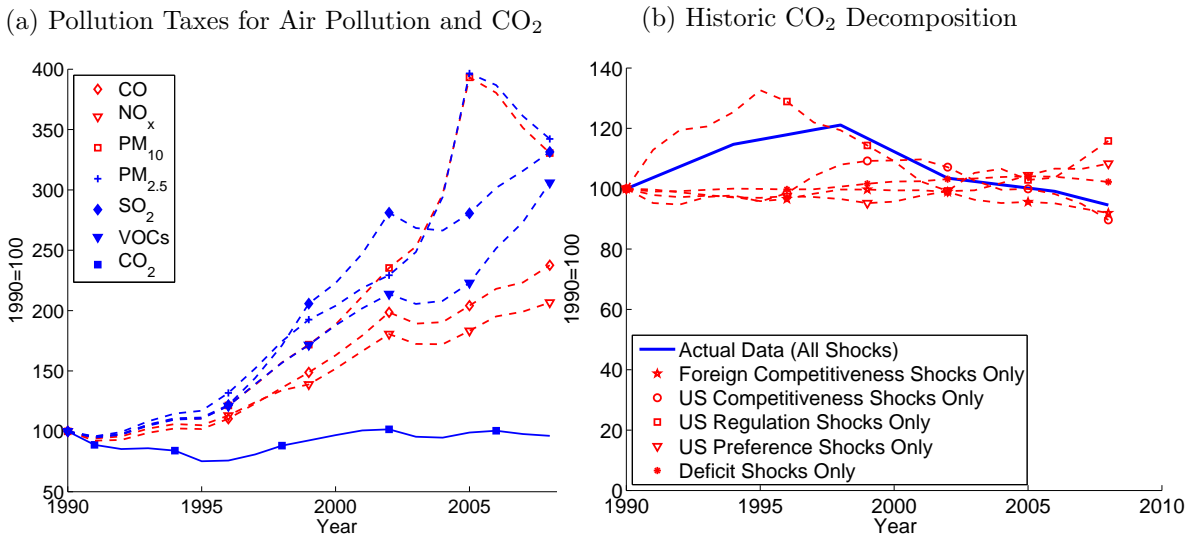 (a) Pollution Taxes for Air Pollution and CO₂
400
350
300
250
200
150
100
50
1990
1995
2000
2005
Year
1990=100
CO
NOₓ
PM₁₀
PM₂.₅
SO₂
VOCs
CO₂
(b) Historic CO₂ Decomposition
140
120
100
80
60
40
20
0
1990
1995
2000
2005
2010
Year
1990=100
Actual Data (All Shocks)
Foreign Competitiveness Shocks Only
US Competitiveness Shocks Only
US Regulation Shocks Only
US Preference Shocks Only
Deficit Shocks Only